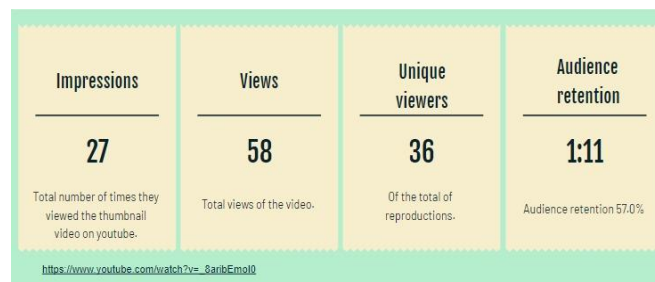 Impressions
27
Total number of times they
viewed the thumbnail
video on youtube.
Views
58
Total views of the video.
Unique
viewers
36
Of the total of
reproductions.
Audience
retention
1:11
Audience retention 57.0%
https://www.youtube.com/watch?v=_8aribEmoI0